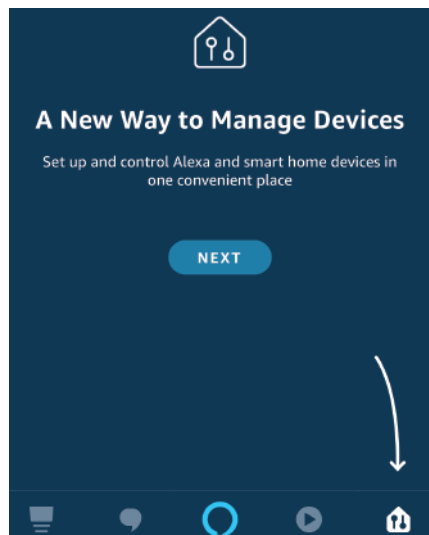 A New Way to Manage Devices
Set up and control Alexa and smart home devices in
one convenient place
NEXT